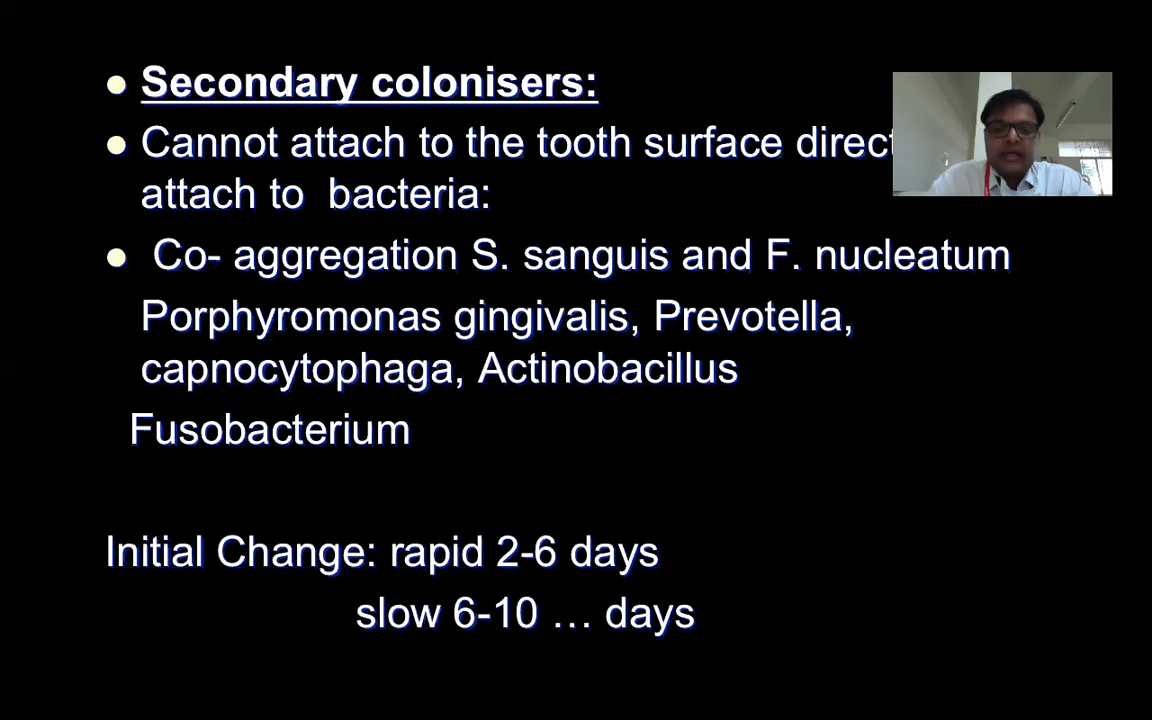 Secondary colonisers:
Cannot attach to the tooth surface
attach to bacteria:
Co- aggregation S. sanguis and F. nucleatum
Porphyromonas gingivalis, Prevotella,
capnocytophaga, Actinobacillus
Fusobacterium
Initial Change: rapid 2-6 days
slow 6-10 ... days